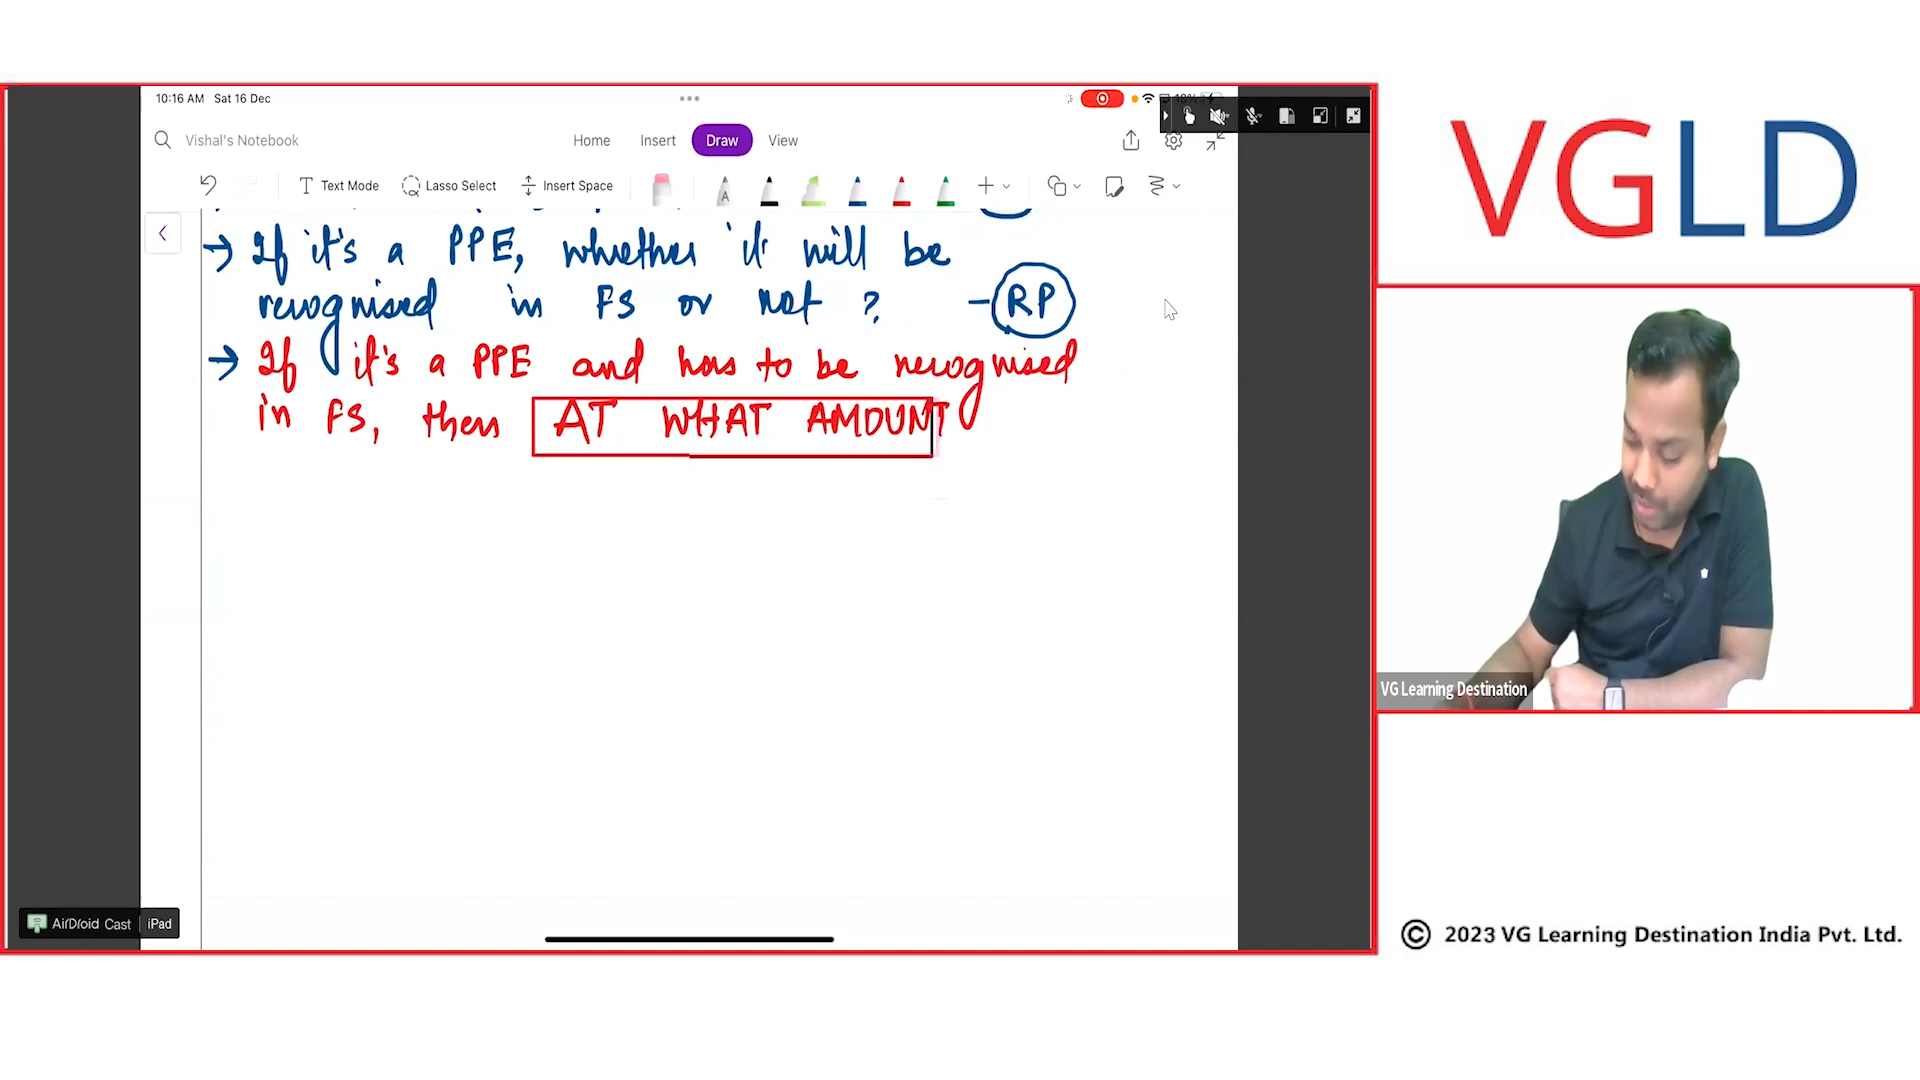 10:16 AM Sat 16 Dec
18%
VGLD
Vishal's Notebook
Home Insert Draw View
Text Mode Lasso Select Insert Space
→ If it's a PPE, whether it will be
recognised in FS or not ? - RP
→ If it's a PPE and has to be recognised
in FS, then AT WHAT AMOUNT
VG Learning Destination
AirDroid Cast iPad
© 2023 VG Learning Destination India Pvt. Ltd.